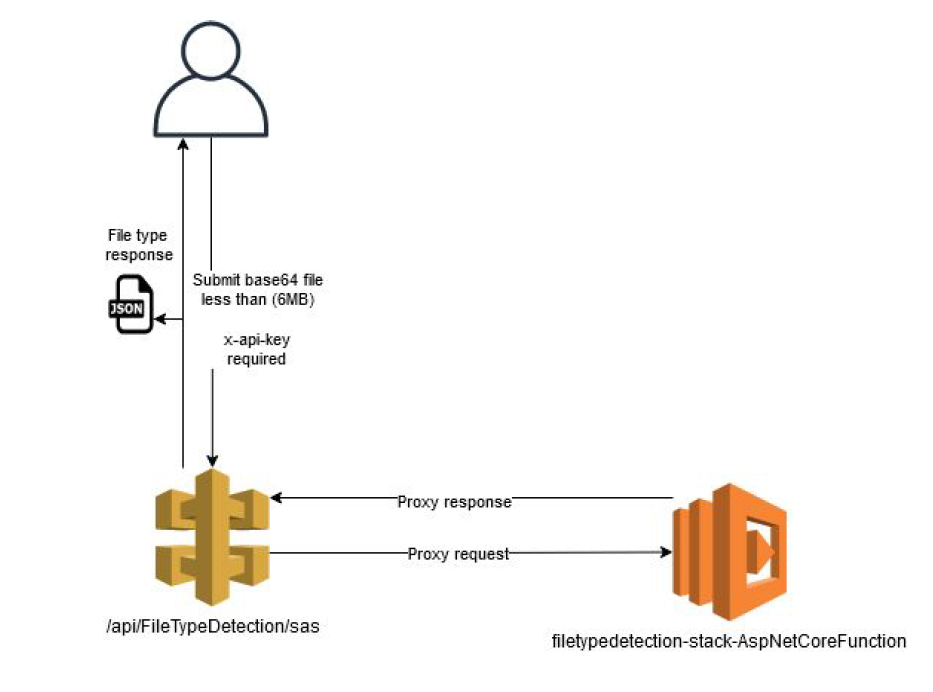 File type
response
JSON
Submit base64 file
less than (6MB)
x-api-key
required
Proxy response
Proxy request
/api/FileTypeDetection/sas
filetypedetection-stack-AspNetCoreFunction